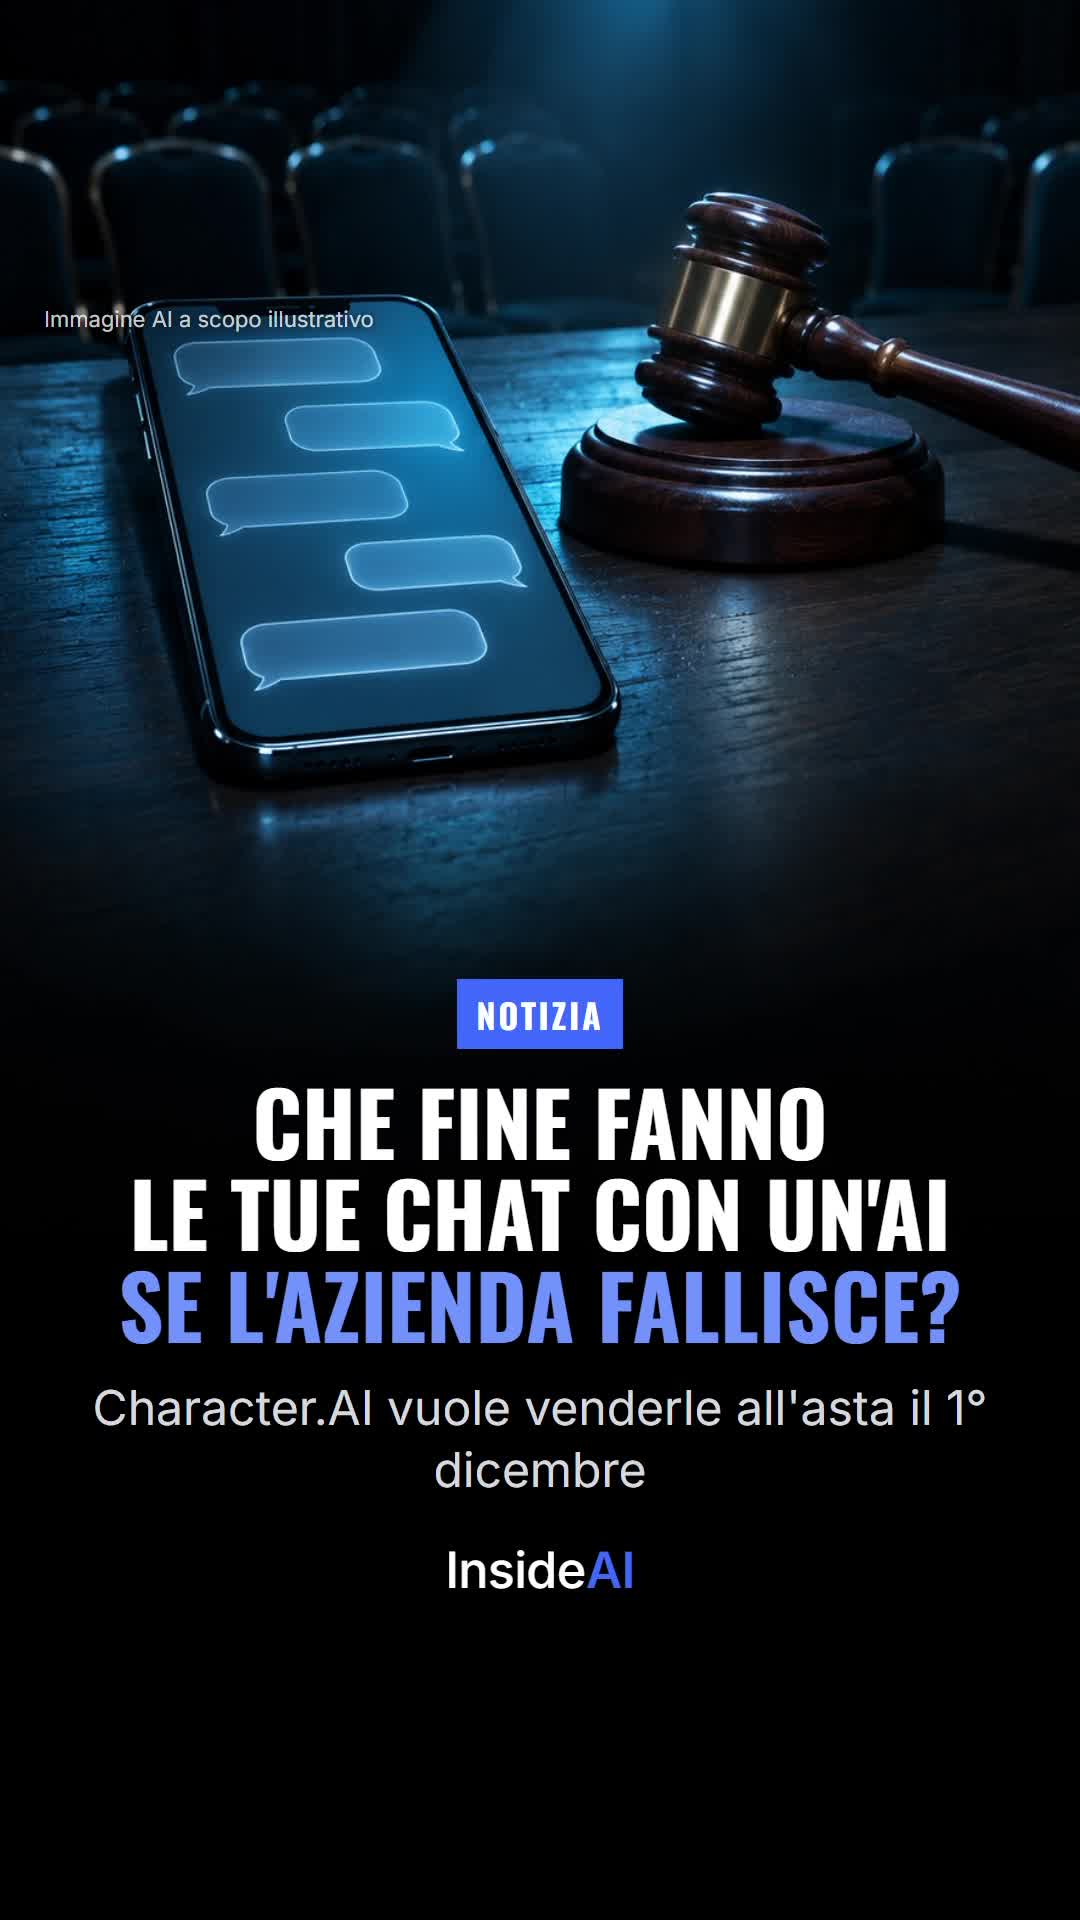 Immagine AI a scopo illustrativo
NOTIZIA
CHE FINE FANNO
LE TUE CHAT CON UN'AI
SE L'AZIENDA FALLISCE?
Character.AI vuole venderle all'asta il 1°
dicembre
InsideAI